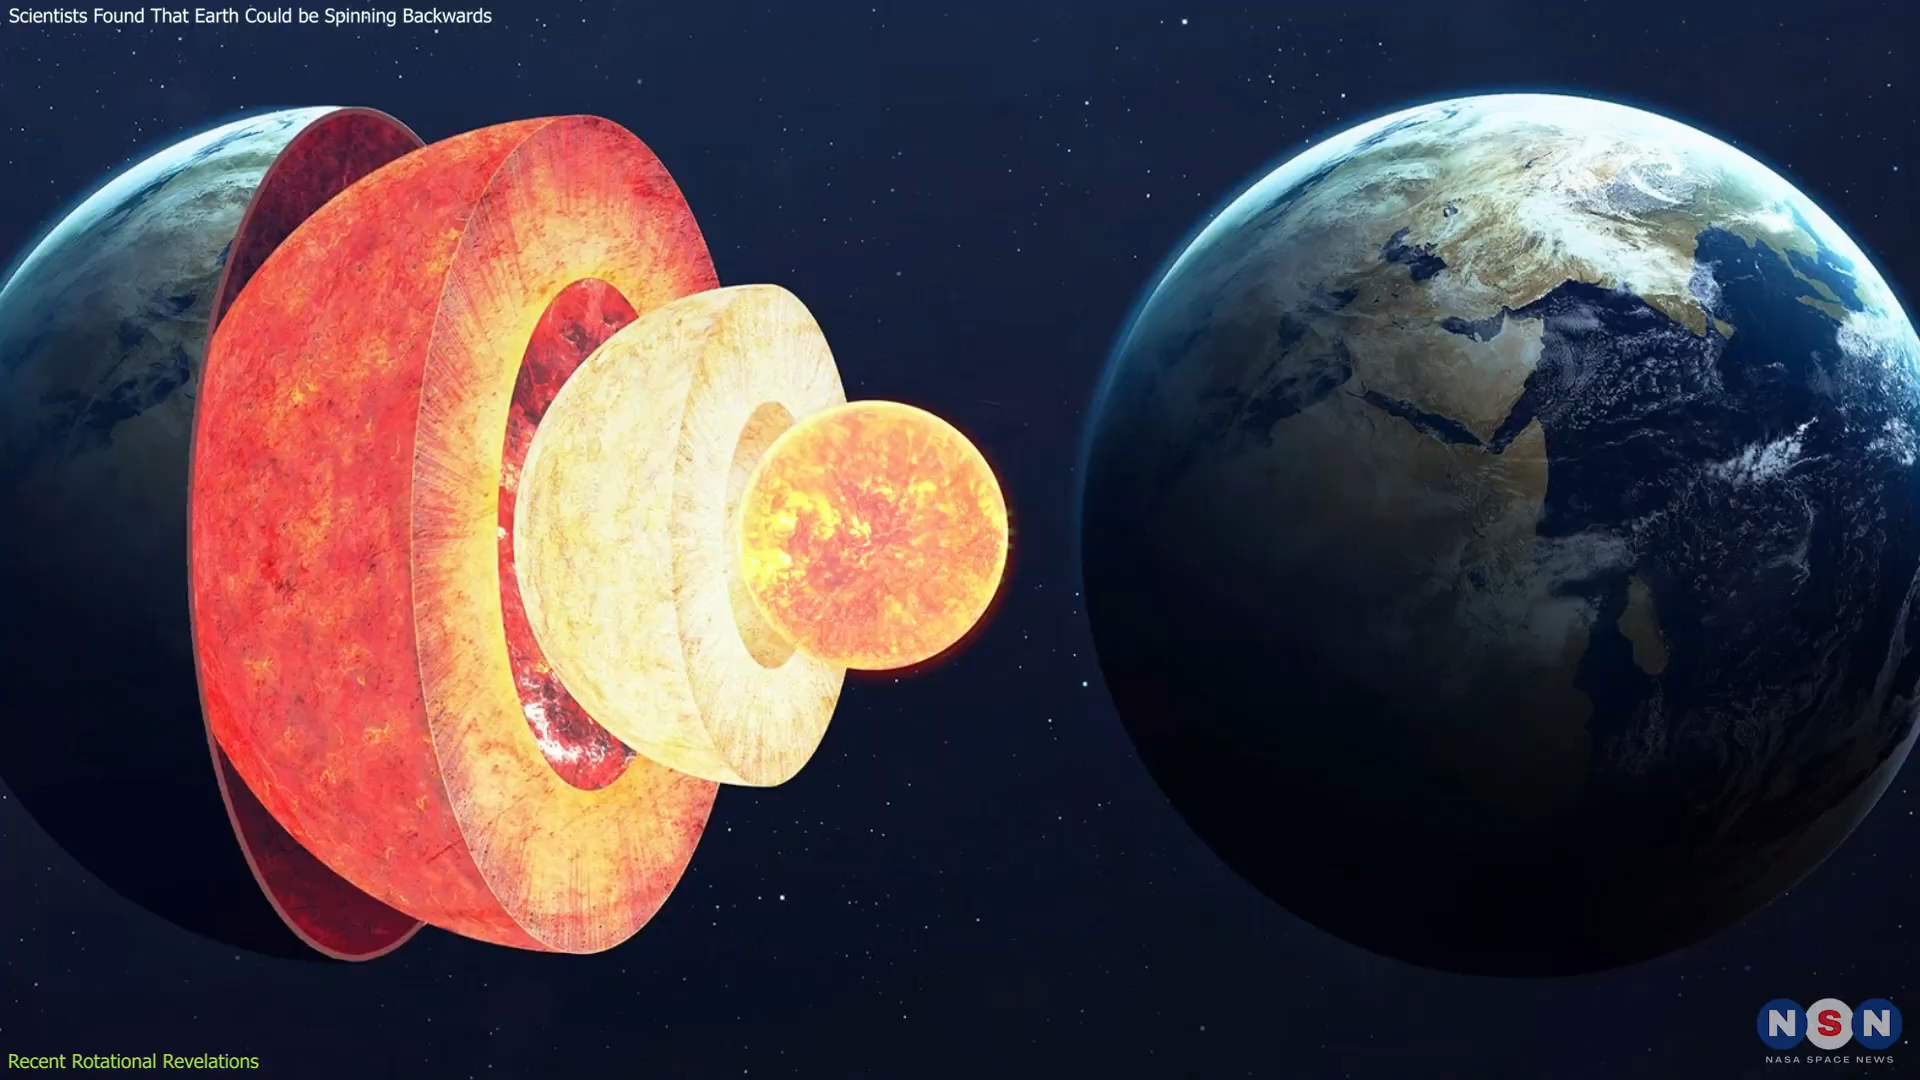 Scientists Found That Earth Could be Spinning Backwards
Recent Rotational Revelations
NSN
NASA SPACE NEWS